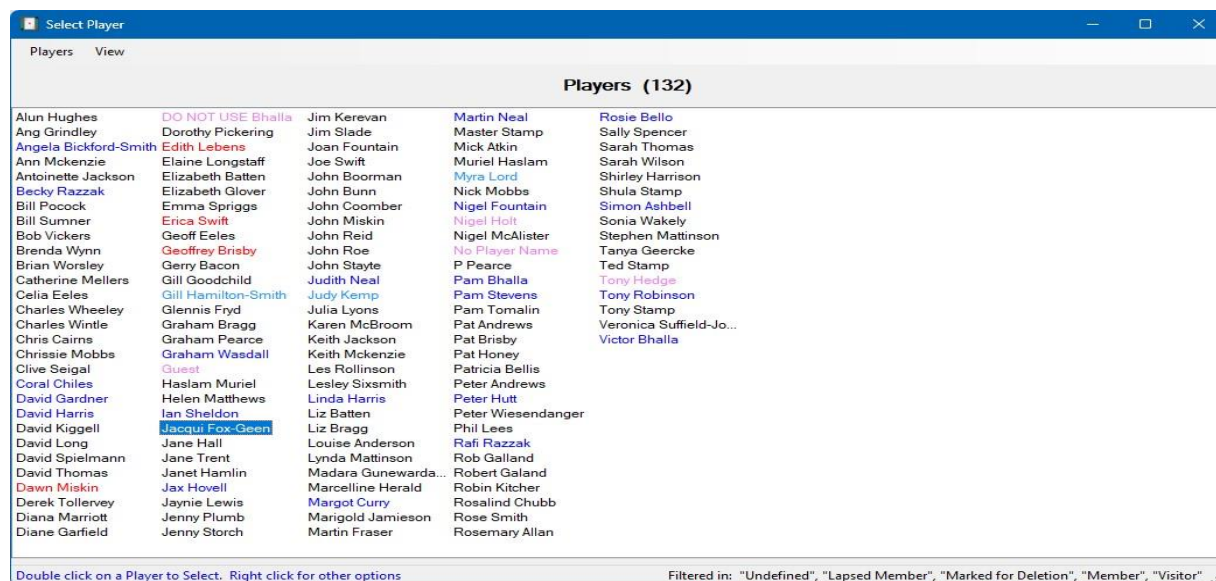 Select Player
Players View
Players (132)
Alun Hughes
Ang Grindley
Angela Bickford-Smith
Ann Mckenzie
Antoinette Jackson
Becky Razzak
Bill Pocock
Bill Sumner
Bob Vickers
Brenda Wynn
Brian Worsley
Catherine Mellers
Celia Eeles
Charles Wheeley
Charles Wintle
Chris Cairns
Chrissie Mobbs
Clive Seigal
Coral Chiles
David Gardner
David Harris
David Kiggell
David Long
David Spielmann
David Thomas
Dawn Miskin
Derek Tollervey
Diana Marriott
Diane Garfield
DO NOT USE Bhalla
Dorothy Pickering
Edith Lebens
Elaine Longstaff
Elizabeth Batten
Elizabeth Glover
Emma Spriggs
Erica Swift
Geoff Eeles
Geoffrey Brisby
Gerry Bacon
Gill Goodchild
Gill Hamilton-Smith
Glennis Fryd
Graham Bragg
Graham Pearce
Graham Wasdall
Guest
Haslam Muriel
Helen Matthews
Ian Sheldon
Jacqui Fox-Geen
Jane Hall
Jane Trent
Janet Hamlin
Jax Hovell
Jaynie Lewis
Jenny Plumb
Jenny Storch
Jim Kerevan
Jim Slade
Joan Fountain
Joe Swift
John Boorman
John Bunn
John Coomber
John Miskin
John Reid
John Roe
John Stayte
Judith Neal
Judy Kemp
Julia Lyons
Karen McBroom
Keith Jackson
Keith Mckenzie
Les Rollinson
Lesley Sixsmith
Linda Harris
Liz Batten
Liz Bragg
Louise Anderson
Lynda Mattinson
Madara Gunewarda...
Marcelline Herald
Margot Curry
Marigold Jamieson
Martin Fraser
Martin Neal
Master Stamp
Mick Atkin
Muriel Haslam
Myra Lord
Nick Mobbs
Nigel Fountain
Nigel Holt
Nigel McAlister
No Player Name
P Pearce
Pam Bhalla
Pam Stevens
Pam Tomalin
Pat Andrews
Pat Brisby
Pat Honey
Patricia Bellis
Peter Andrews
Peter Hutt
Peter Wiesendanger
Phil Lees
Rafi Razzak
Rob Galland
Robert Galand
Robin Kitcher
Rosalind Chubb
Rose Smith
Rosemary Allan
Rosie Bello
Sally Spencer
Sarah Thomas
Sarah Wilson
Shirley Harrison
Shula Stamp
Simon Ashbell
Sonia Wakely
Stephen Mattinson
Tanya Geercke
Ted Stamp
Tony Hedge
Tony Robinson
Tony Stamp
Veronica Suffield-Jo...
Victor Bhalla
Double click on a Player to Select. Right click for other options
Filtered in: "Undefined", "Lapsed Member", "Marked for Deletion", "Member", "Visitor"